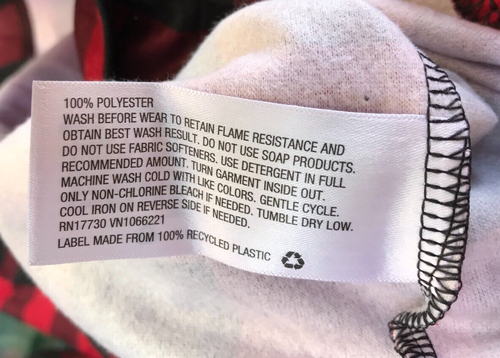 100% POLYESTER
WASH BEFORE WEAR TO RETAIN FLAME RESISTANCE AND
OBTAIN BEST WASH RESULT. DO NOT USE SOAP PRODUCTS.
DO NOT USE FABRIC SOFTENERS. USE DETERGENT IN FULL
RECOMMENDED AMOUNT. TURN GARMENT INSIDE OUT.
MACHINE WASH COLD WITH LIKE COLORS. GENTLE CYCLE.
ONLY NON-CHLORINE BLEACH IF NEEDED. TUMBLE DRY LOW.
COOL IRON ON REVERSE SIDE IF NEEDED.
RN17730 VN1066221
LABEL MADE FROM 100% RECYCLED PLASTIC